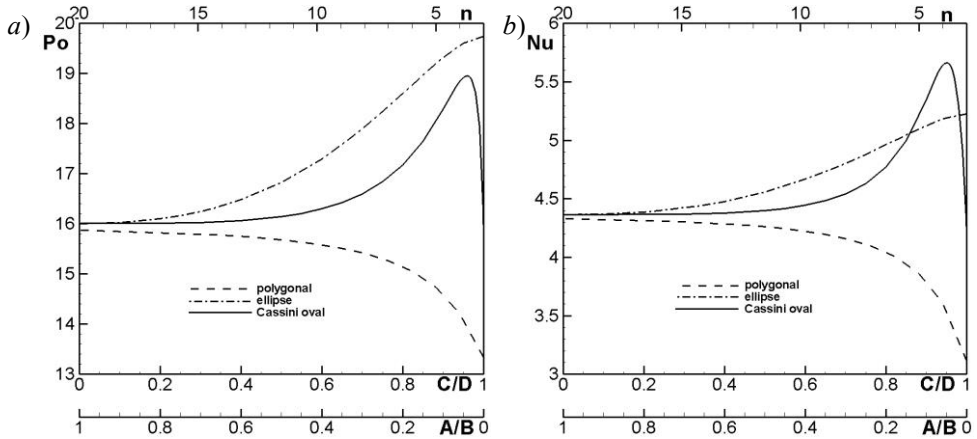 a)
20 15 10 5 n
Po
20
19
18
17
16
15
14
13
polygonal
ellipse
Cassini oval
0 0.2 0.4 0.6 0.8 C/D 1
1 0.8 0.6 0.4 0.2 A/B 0
b)
20 15 10 5 n
Nu
6
5.5
5
4.5
4
3.5
3
polygonal
ellipse
Cassini oval
0 0.2 0.4 0.6 0.8 C/D 1
1 0.8 0.6 0.4 0.2 A/B 0